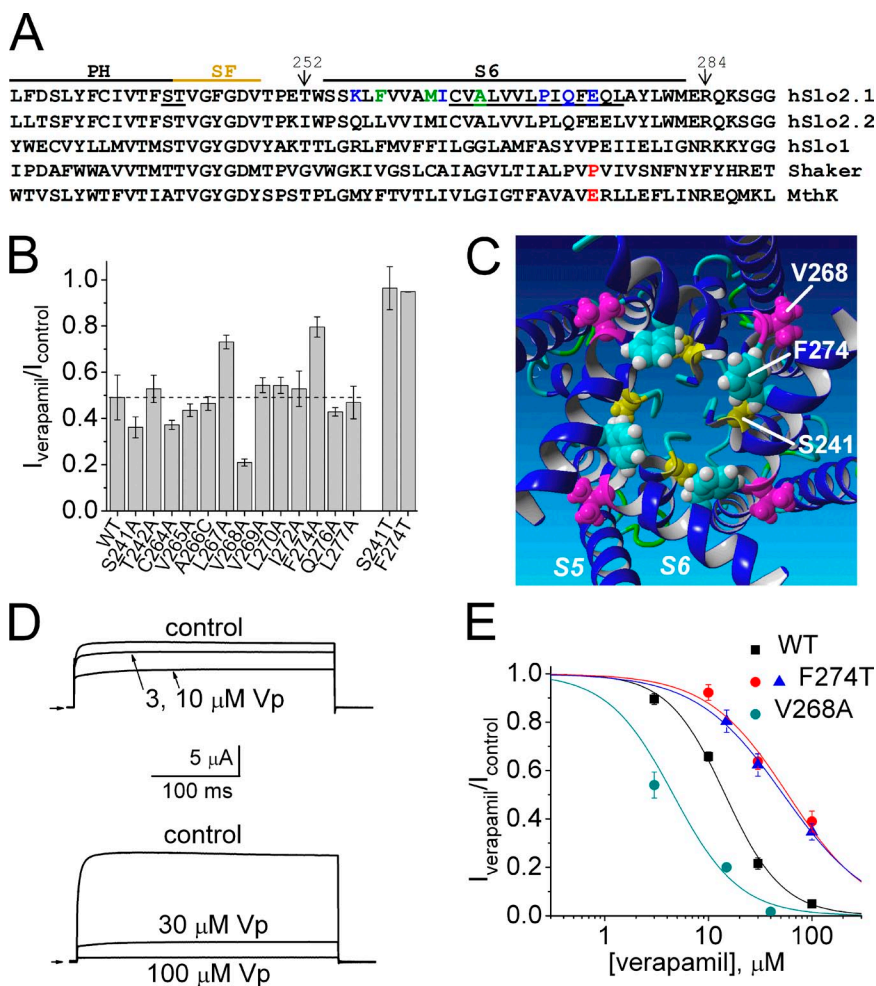 A
252
284
PH SF S6
LFDSLYFCIVTFSTVGFGDVTPETWSSKLFVVAMICVALVVLPIQFEQLAYLWMERQKSGG hSlo2.1
LLTSFYFCIVTFSTVGFGDVTPKIWPSQLLVVIMICVALVVLPLQFEELVYLWMERQKSGG hSlo2.2
YWECVYLLMVTMSTVGYGDVYAKTTLGRLFMVFFILGGLAMFASYVPEIIELIGNRKKYGG hSlo1
IPDAFWWAVVTMTTVGYGDMTPVGVWGKIVGSLCAIAGVLTIALPVPVIVSNFNYFYHRET Shaker
WTVSLYWTFVTIATVGYGDYSPSTPLGMYFTVTLIVLGIGTFAVAVERLLEFLINREQMKL MthK
B
Iverapamil/Icontrol
1.0
0.8
0.6
0.4
0.2
0.0
WT
S241A
T242A
C264A
V265A
A266C
L267A
V268A
V269A
L270A
I272A
F274A
Q276A
L277A
S241T
F274T
C
V268
F274
S241
S5
S6
D
control
3, 10 μM Vp
5 μA
100 ms
control
30 μM Vp
100 μM Vp
E
WT
F274T
V268A
Iverapamil/Icontrol
1.0
0.8
0.6
0.4
0.2
0.0
1
10
100
[verapamil], μM